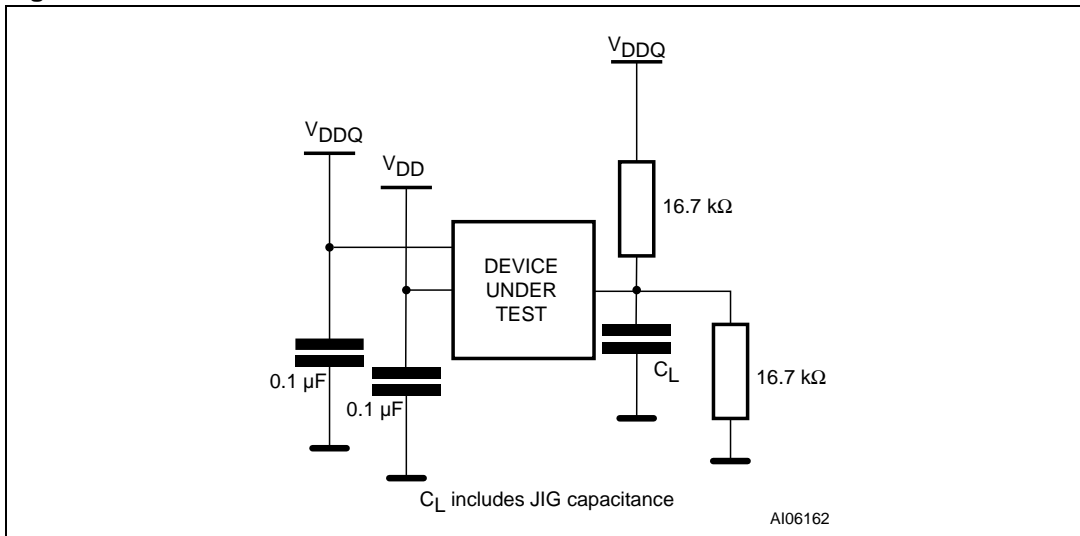 VDDQ
VDDQ
VDD
16.7 kΩ
DEVICE
UNDER
TEST
CL
0.1 µF
0.1 µF
16.7 kΩ
CL includes JIG capacitance
AI06162